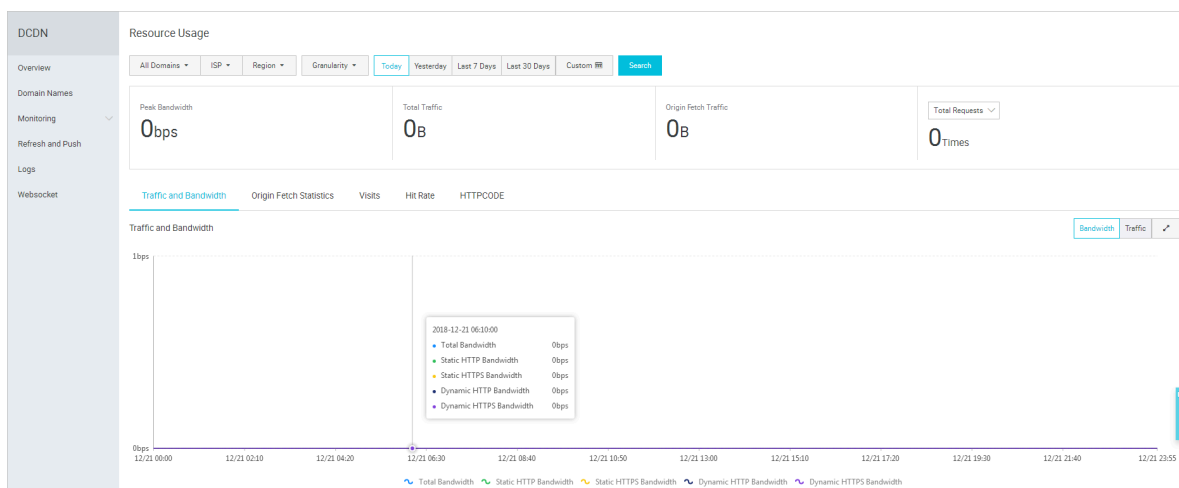 DCDN
Overview
Domain Names
Monitoring
Refresh and Push
Logs
Websocket
Resource Usage
All Domains ISP Region Granularity Today Yesterday Last 7 Days Last 30 Days Custom Search
Peak Bandwidth Total Traffic Origin Fetch Traffic Total Requests
0bps 0B 0B 0Times
Traffic and Bandwidth Origin Fetch Statistics Visits Hit Rate HTTPCODE
Traffic and Bandwidth Bandwidth Traffic
1bps
2018-12-21 06:10:00
Total Bandwidth 0bps
Static HTTP Bandwidth 0bps
Static HTTPS Bandwidth 0bps
Dynamic HTTP Bandwidth 0bps
Dynamic HTTPS Bandwidth 0bps
0bps
12/21 00:00 12/21 02:10 12/21 04:20 12/21 06:30 12/21 08:40 12/21 10:50 12/21 13:00 12/21 15:10 12/21 17:20 12/21 19:30 12/21 21:40 12/21 23:55
Total Bandwidth Static HTTP Bandwidth Static HTTPS Bandwidth Dynamic HTTP Bandwidth Dynamic HTTPS Bandwidth